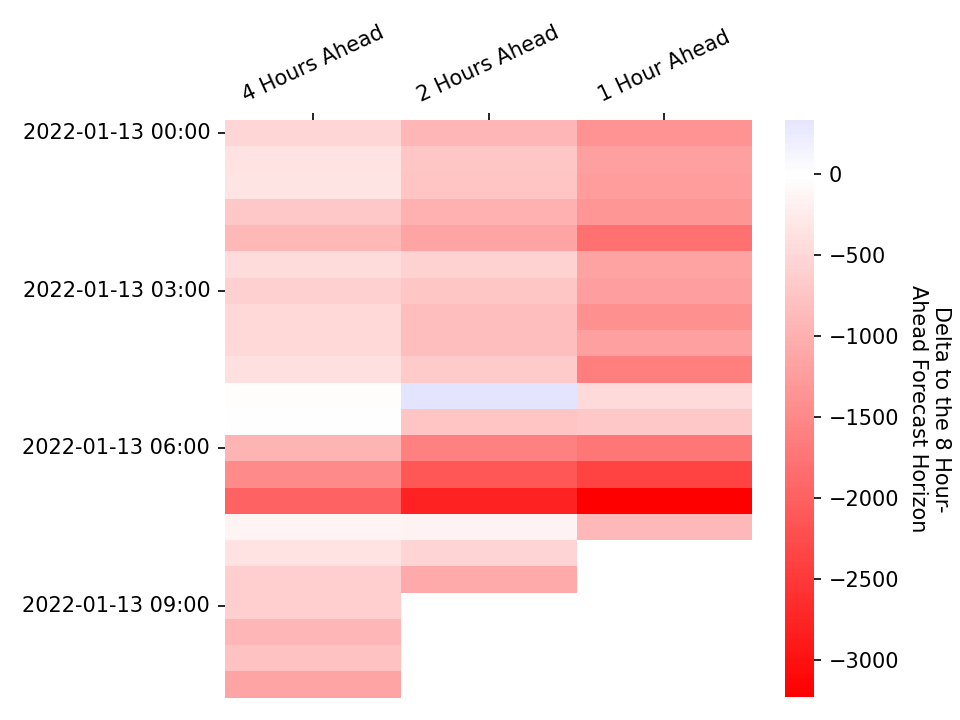 4 Hours Ahead
2 Hours Ahead
1 Hour Ahead
2022-01-13 00:00
2022-01-13 03:00
2022-01-13 06:00
2022-01-13 09:00
0
−500
−1000
−1500
−2000
−2500
−3000
Delta to the 8 Hour-
Ahead Forecast Horizon